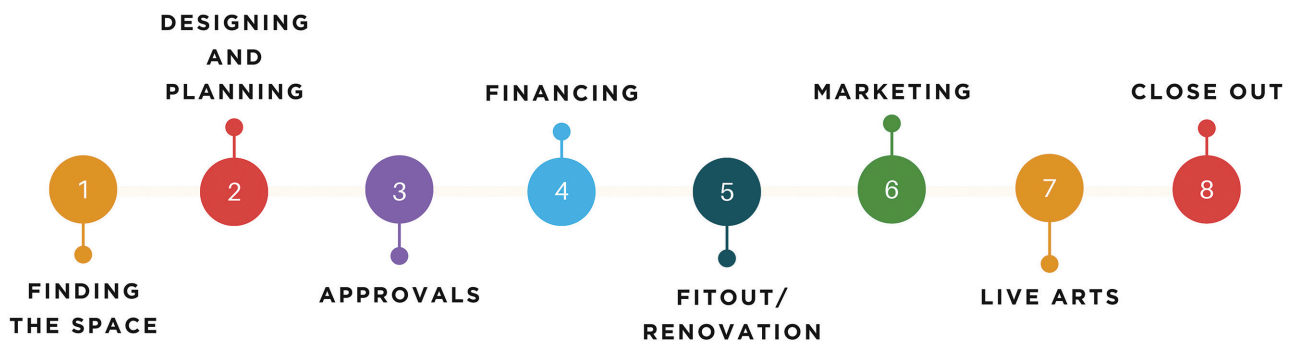 1
FINDING
THE SPACE
DESIGNING
AND
PLANNING
2
3
APPROVALS
FINANCING
4
5
FITOUT/
RENOVATION
MARKETING
6
7
LIVE ARTS
CLOSE OUT
8